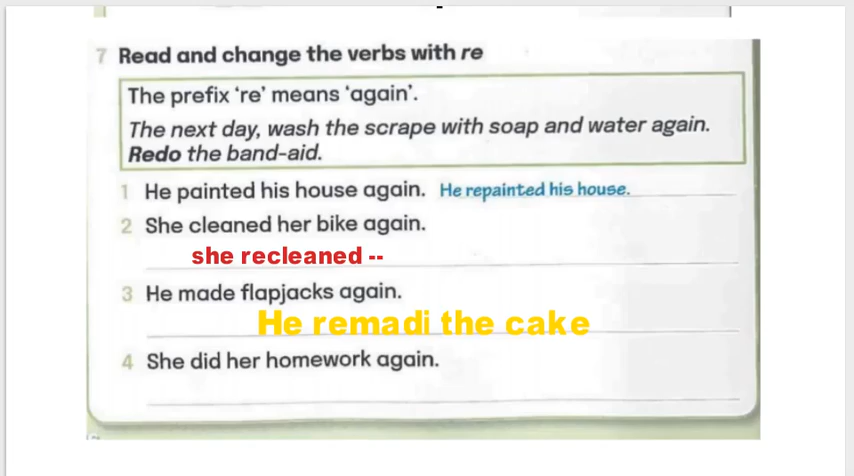 7 Read and change the verbs with re
The prefix 're' means 'again'.
The next day, wash the scrape with soap and water again.
Redo the band-aid.
1 He painted his house again. He repainted his house.
2 She cleaned her bike again.
she recleaned --
3 He made flapjacks again.
He remadi the cake
4 She did her homework again.